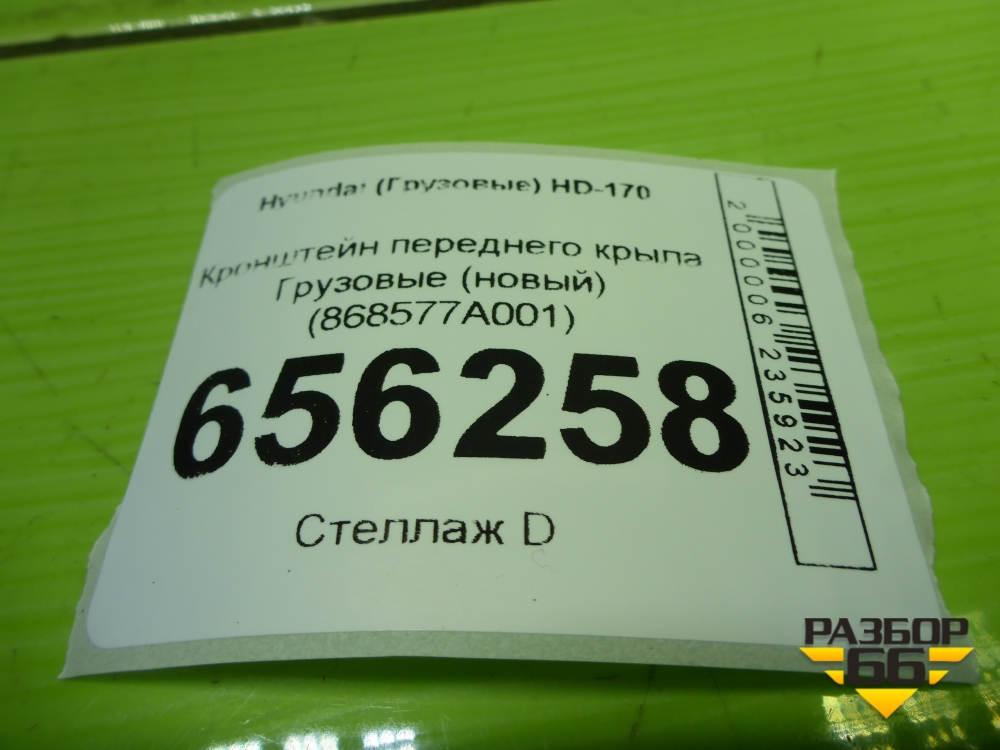 Hyundai (Грузовые) HD-170
Кронштейн переднего крыла
Грузовые (новый)
(868577A001)
656258
Стеллаж D
2000006235923
РАЗБОР
66